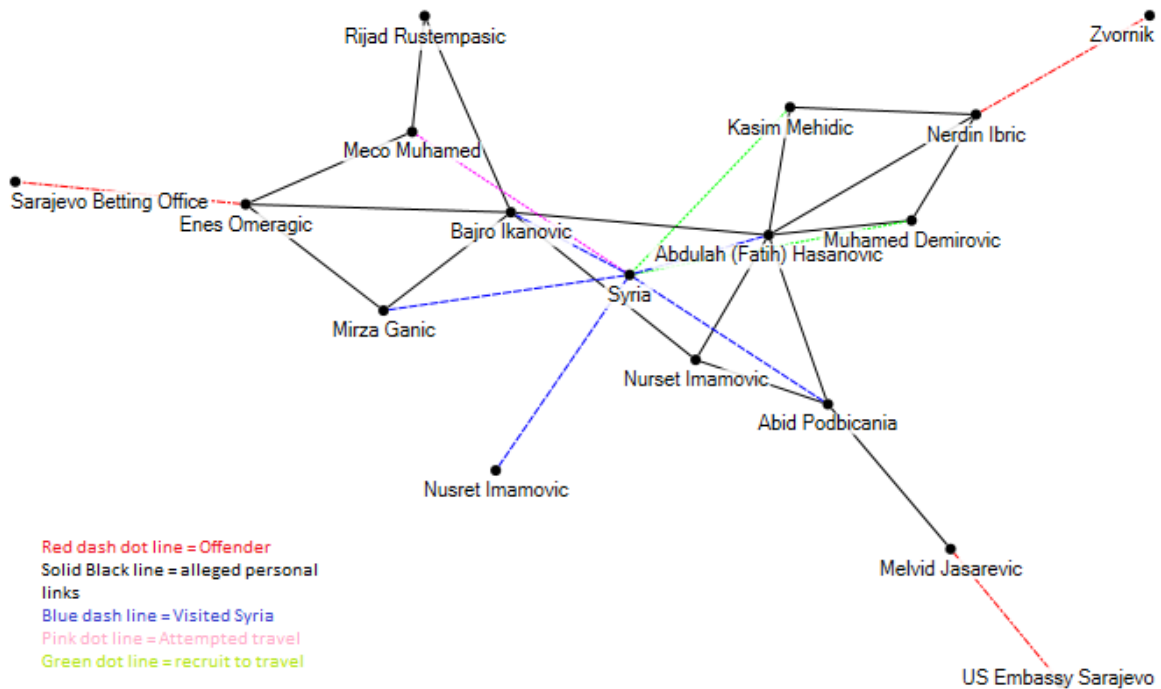 Rijad Rustempasic
Zvornik
Kasim Mehidic
Nerdin Ibric
Meco Muhamed
Sarajevo Betting Office
Enes Omeragic
Bajro Ikanovic
Muhamed Demirovic
Abdulah (Fatih) Hasanovic
Syria
Mirza Ganic
Nurset Imamovic
Abid Podbicania
Nusret Imamovic
Red dash dot line = Offender
Solid Black line = alleged personal
links
Blue dash line = Visited Syria
Pink dot line = Attempted travel
Green dot line = recruit to travel
Melvid Jasarevic
US Embassy Sarajevo